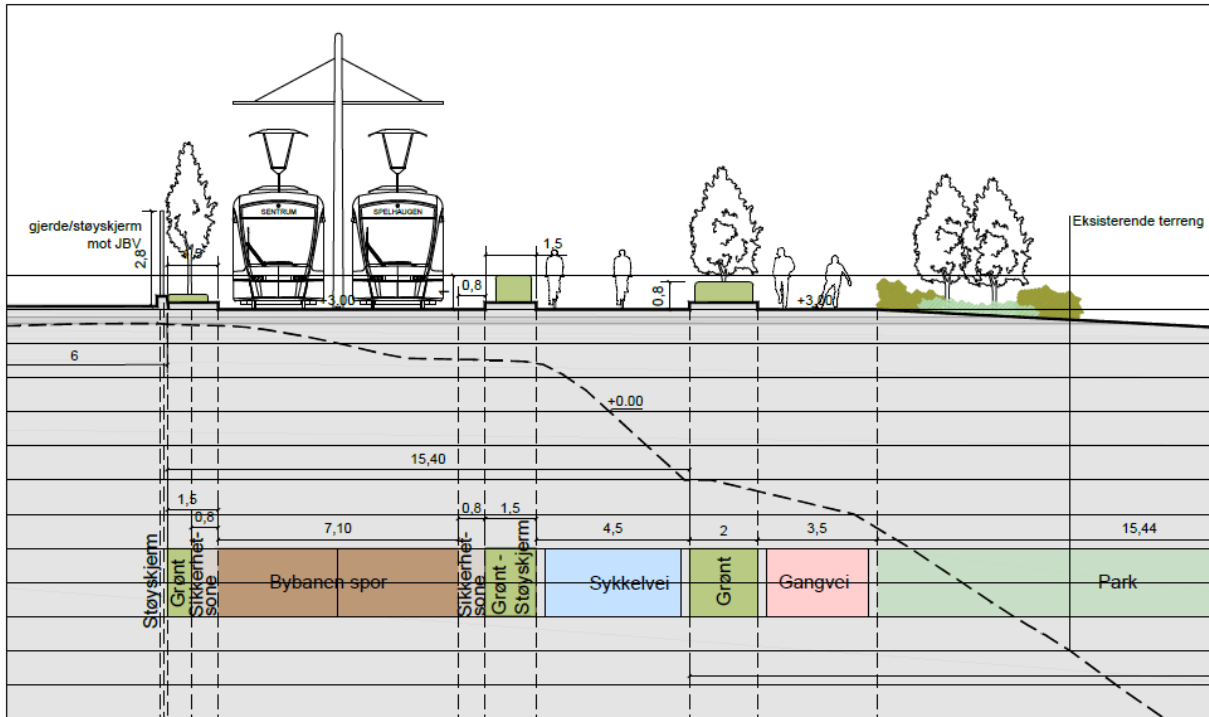 SENTRUM
SPELHAUGEN
gjerde/støyskjerm
mot JBV
2,8
1,5
Eksisterende terreng
0,8
1
0,8
+3,00
+3,00
6
+0.00
15,40
1,5
0,8
7,10
0,8
1,5
4,5
2
3,5
15,44
Støyskjerm
Grønt
Sikkerhet-
sone
Bybanen spor
Sikkerhet-
sone
Grønt -
Støyskjerm
Sykkelvei
Grønt
Gangvei
Park